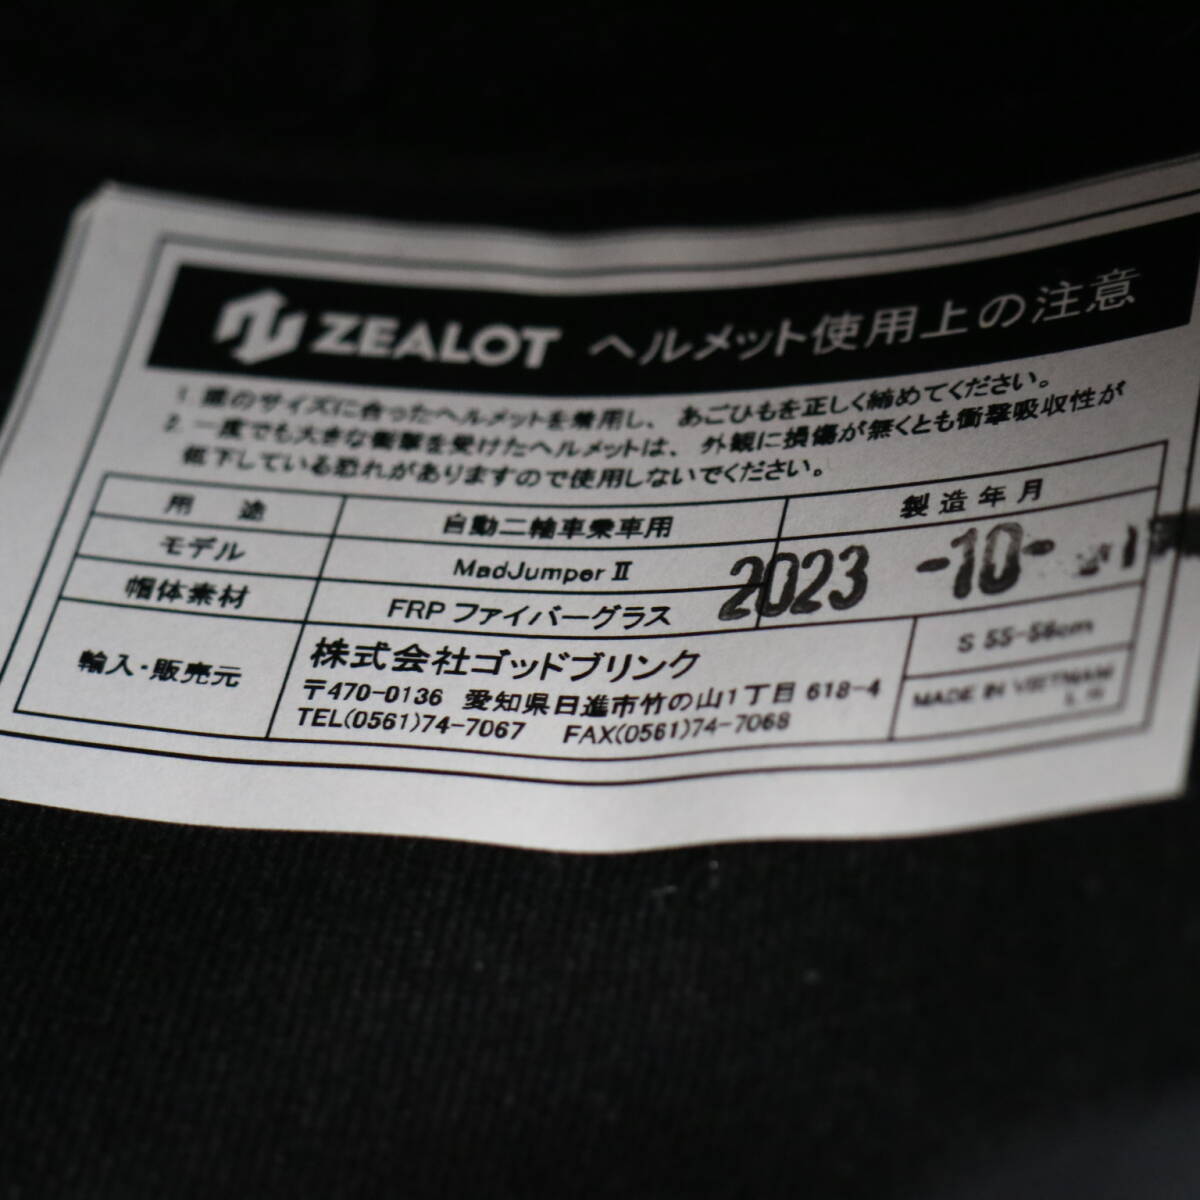 ZEALOT ヘルメット使用上の注意
1. 頭のサイズに合ったヘルメットを着用し、あごひもを正しく締めてください。
2. 一度でも大きな衝撃を受けたヘルメットは、外観に損傷が無くとも衝撃吸収性が
低下している恐れがありますので使用しないでください。
用途 自動二輪車乗車用 製造年月
モデル MadJumper II 2023 -10-
帽体素材 FRP ファイバーグラス
輸入・販売元 株式会社ゴッドブリンク S 55-56cm
〒470-0136 愛知県日進市竹の山1丁目 618-4 MADE IN VIETNAM
TEL(0561)74-7067 FAX(0561)74-7068